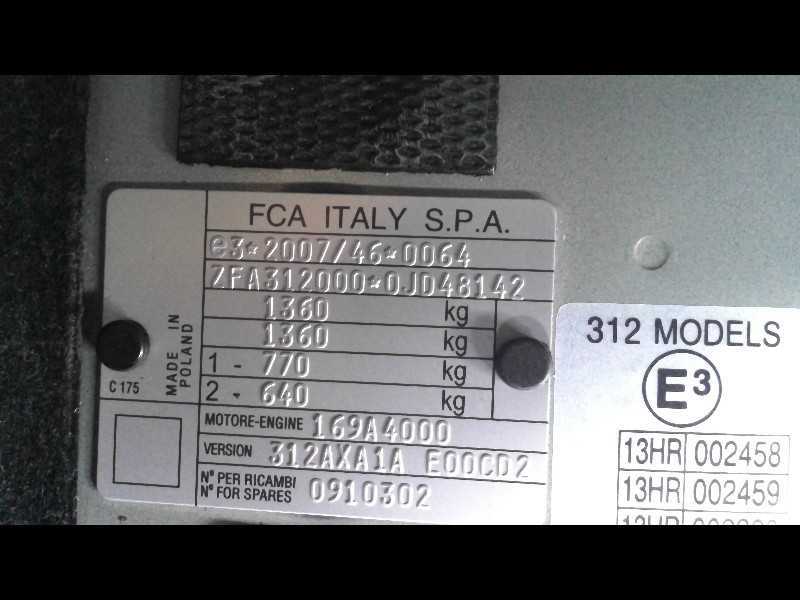 FCA ITALY S.P.A.
e3*2007/46*0064
ZFA312000*0JD48142
1360 kg
1360 kg
1 - 770 kg
2 - 640 kg
MOTORE-ENGINE 169A4000
VERSION 312AXA1A E00CD2
N° PER RICAMBI
N° FOR SPARES 0910302
MADE IN
POLAND
C 175
312 MODELS
E3
13HR 002458
13HR 002459